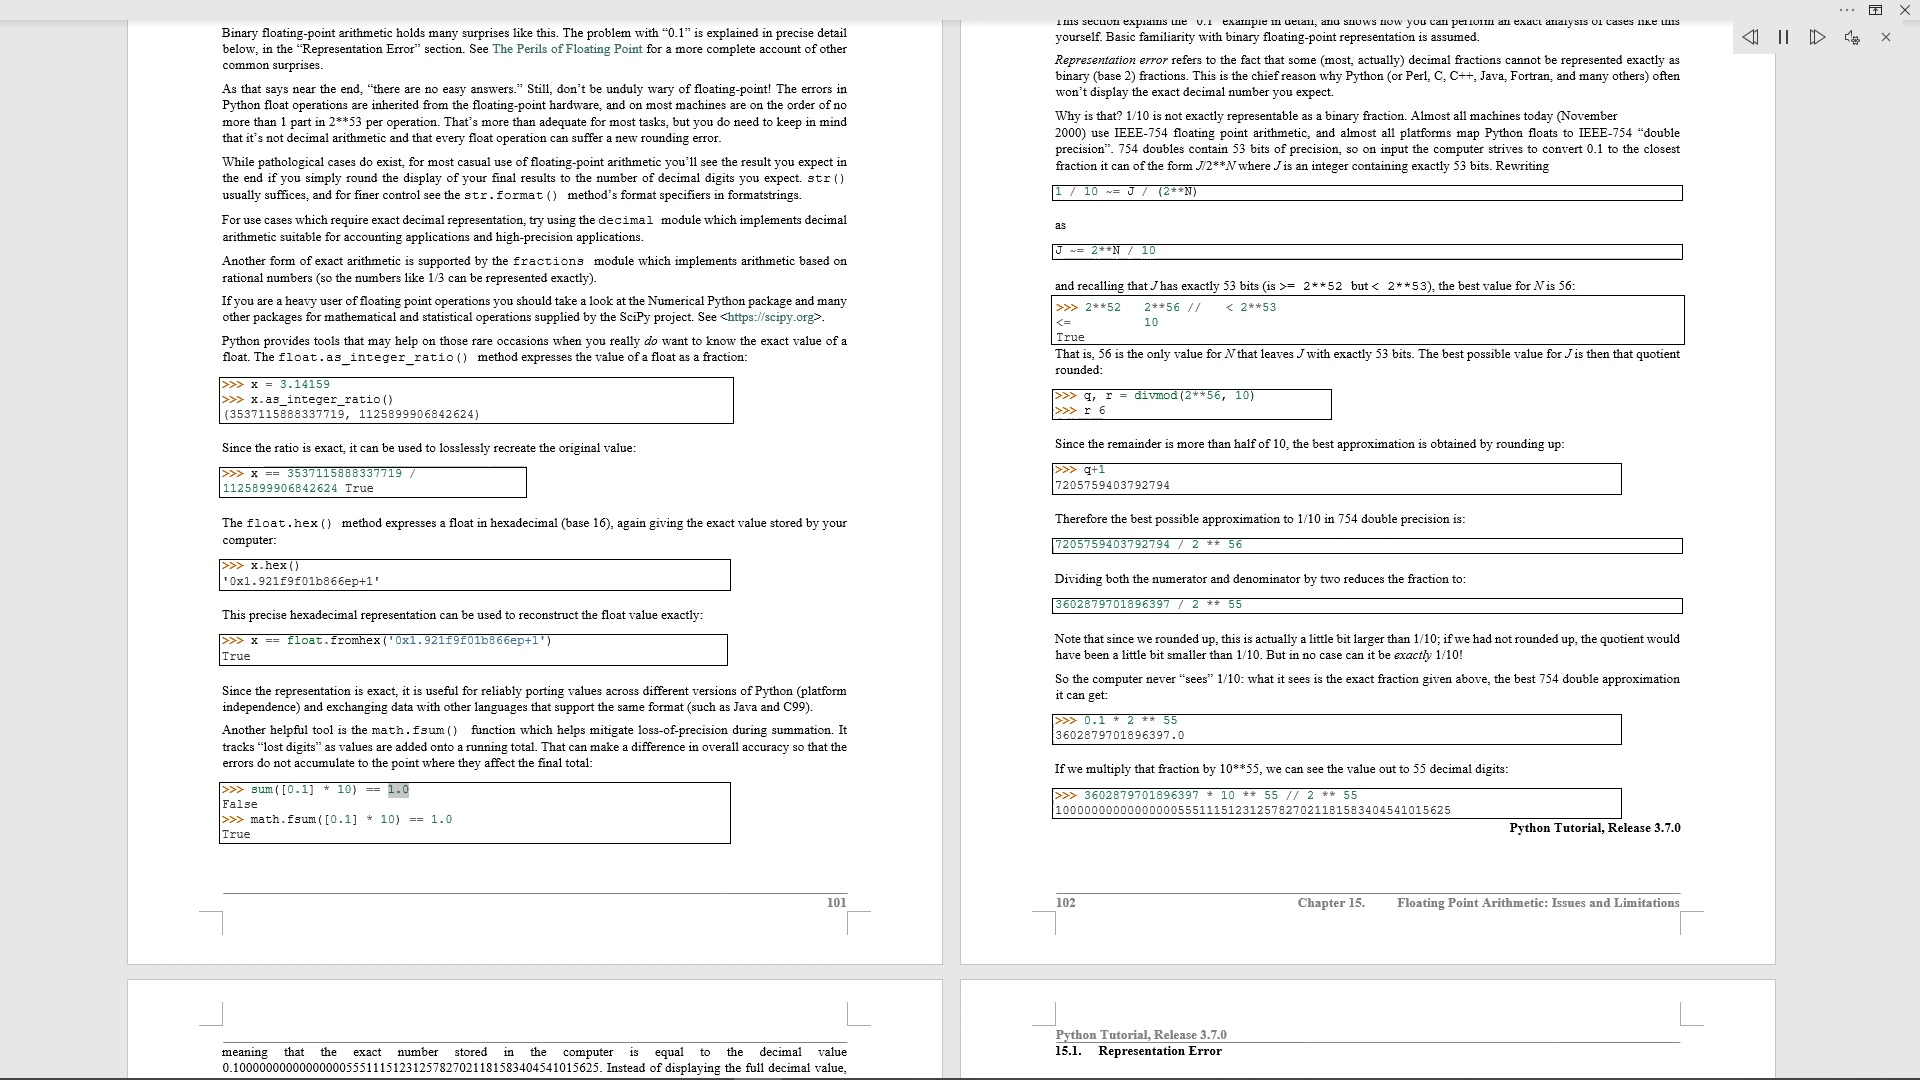 Binary floating-point arithmetic holds many surprises like this. The problem with “0.1” is explained in precise detail
below, in the “Representation Error” section. See The Perils of Floating Point for a more complete account of other
common surprises.
As that says near the end, “there are no easy answers.” Still, don’t be unduly wary of floating-point! The errors in
Python float operations are inherited from the floating-point hardware, and on most machines are on the order of no
more than 1 part in 2**53 per operation. That’s more than adequate for most tasks, but you do need to keep in mind
that it’s not decimal arithmetic and that every float operation can suffer a new rounding error.
While pathological cases do exist, for most casual use of floating-point arithmetic you’ll see the result you expect in
the end if you simply round the display of your final results to the number of decimal digits you expect. str()
usually suffices, and for finer control see the str.format() method’s format specifiers in formatstrings.
For use cases which require exact decimal representation, try using the decimal module which implements decimal
arithmetic suitable for accounting applications and high-precision applications.
Another form of exact arithmetic is supported by the fractions module which implements arithmetic based on
rational numbers (so the numbers like 1/3 can be represented exactly).
If you are a heavy user of floating point operations you should take a look at the Numerical Python package and many
other packages for mathematical and statistical operations supplied by the SciPy project. See <https://scipy.org>.
Python provides tools that may help on those rare occasions when you really do want to know the exact value of a
float. The float.as_integer_ratio() method expresses the value of a float as a fraction:
>>> x = 3.14159
>>> x.as_integer_ratio()
(3537115888337719, 1125899906842624)
Since the ratio is exact, it can be used to losslessly recreate the original value:
>>> x == 3537115888337719 /
1125899906842624 True
The float.hex() method expresses a float in hexadecimal (base 16), again giving the exact value stored by your
computer:
>>> x.hex()
'0x1.921f9f01b866ep+1'
This precise hexadecimal representation can be used to reconstruct the float value exactly:
>>> x == float.fromhex('0x1.921f9f01b866ep+1')
True
Since the representation is exact, it is useful for reliably porting values across different versions of Python (platform
independence) and exchanging data with other languages that support the same format (such as Java and C99).
Another helpful tool is the math.fsum() function which helps mitigate loss-of-precision during summation. It
tracks “lost digits” as values are added onto a running total. That can make a difference in overall accuracy so that the
errors do not accumulate to the point where they affect the final total:
>>> sum([0.1] * 10) == 1.0
False
>>> math.fsum([0.1] * 10) == 1.0
True
101
meaning that the exact number stored in the computer is equal to the decimal value
0.1000000000000000055511151231257827021181583404541015625. Instead of displaying the full decimal value,
This section explains the “0.1” example in detail, and shows how you can perform an exact analysis of cases like this
yourself. Basic familiarity with binary floating-point representation is assumed.
Representation error refers to the fact that some (most, actually) decimal fractions cannot be represented exactly as
binary (base 2) fractions. This is the chief reason why Python (or Perl, C, C++, Java, Fortran, and many others) often
won’t display the exact decimal number you expect.
Why is that? 1/10 is not exactly representable as a binary fraction. Almost all machines today (November
2000) use IEEE-754 floating point arithmetic, and almost all platforms map Python floats to IEEE-754 “double
precision”. 754 doubles contain 53 bits of precision, so on input the computer strives to convert 0.1 to the closest
fraction it can of the form J/2**N where J is an integer containing exactly 53 bits. Rewriting
1 / 10 ~= J / (2**N)
as
J ~= 2**N / 10
and recalling that J has exactly 53 bits (is >= 2**52 but < 2**53), the best value for N is 56:
>>> 2**52 2**56 // < 2**53
<= 10
True
That is, 56 is the only value for N that leaves J with exactly 53 bits. The best possible value for J is then that quotient
rounded:
>>> q, r = divmod(2**56, 10)
>>> r 6
Since the remainder is more than half of 10, the best approximation is obtained by rounding up:
>>> q+1
7205759403792794
Therefore the best possible approximation to 1/10 in 754 double precision is:
7205759403792794 / 2 ** 56
Dividing both the numerator and denominator by two reduces the fraction to:
3602879701896397 / 2 ** 55
Note that since we rounded up, this is actually a little bit larger than 1/10; if we had not rounded up, the quotient would
have been a little bit smaller than 1/10. But in no case can it be exactly 1/10!
So the computer never “sees” 1/10: what it sees is the exact fraction given above, the best 754 double approximation
it can get:
>>> 0.1 * 2 ** 55
3602879701896397.0
If we multiply that fraction by 10**55, we can see the value out to 55 decimal digits:
>>> 3602879701896397 * 10 ** 55 // 2 ** 55
1000000000000000055511151231257827021181583404541015625
Python Tutorial, Release 3.7.0
102 Chapter 15. Floating Point Arithmetic: Issues and Limitations
Python Tutorial, Release 3.7.0
15.1. Representation Error